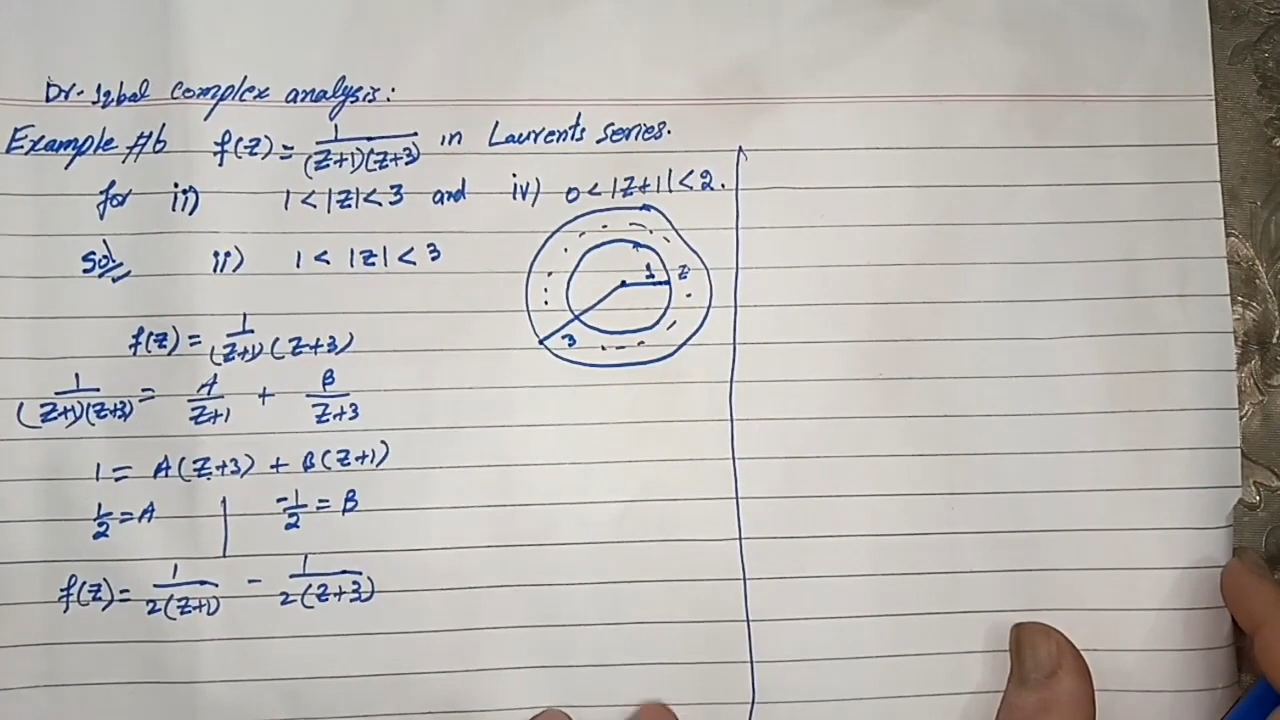 Dr. Iqbal Complex analysis:
Example #6 f(z) = 1/((z+1)(z+3)) in Laurents series.
for ii) 1 < |z| < 3 and iv) 0 < |z+1| < 2.
Sol ii) 1 < |z| < 3
1 z
3
f(z) = 1/((z+1)(z+3))
1/((z+1)(z+3)) = A/(z+1) + B/(z+3)
1 = A(z+3) + B(z+1)
1/2 = A | -1/2 = B
f(z) = 1/(2(z+1)) - 1/(2(z+3))